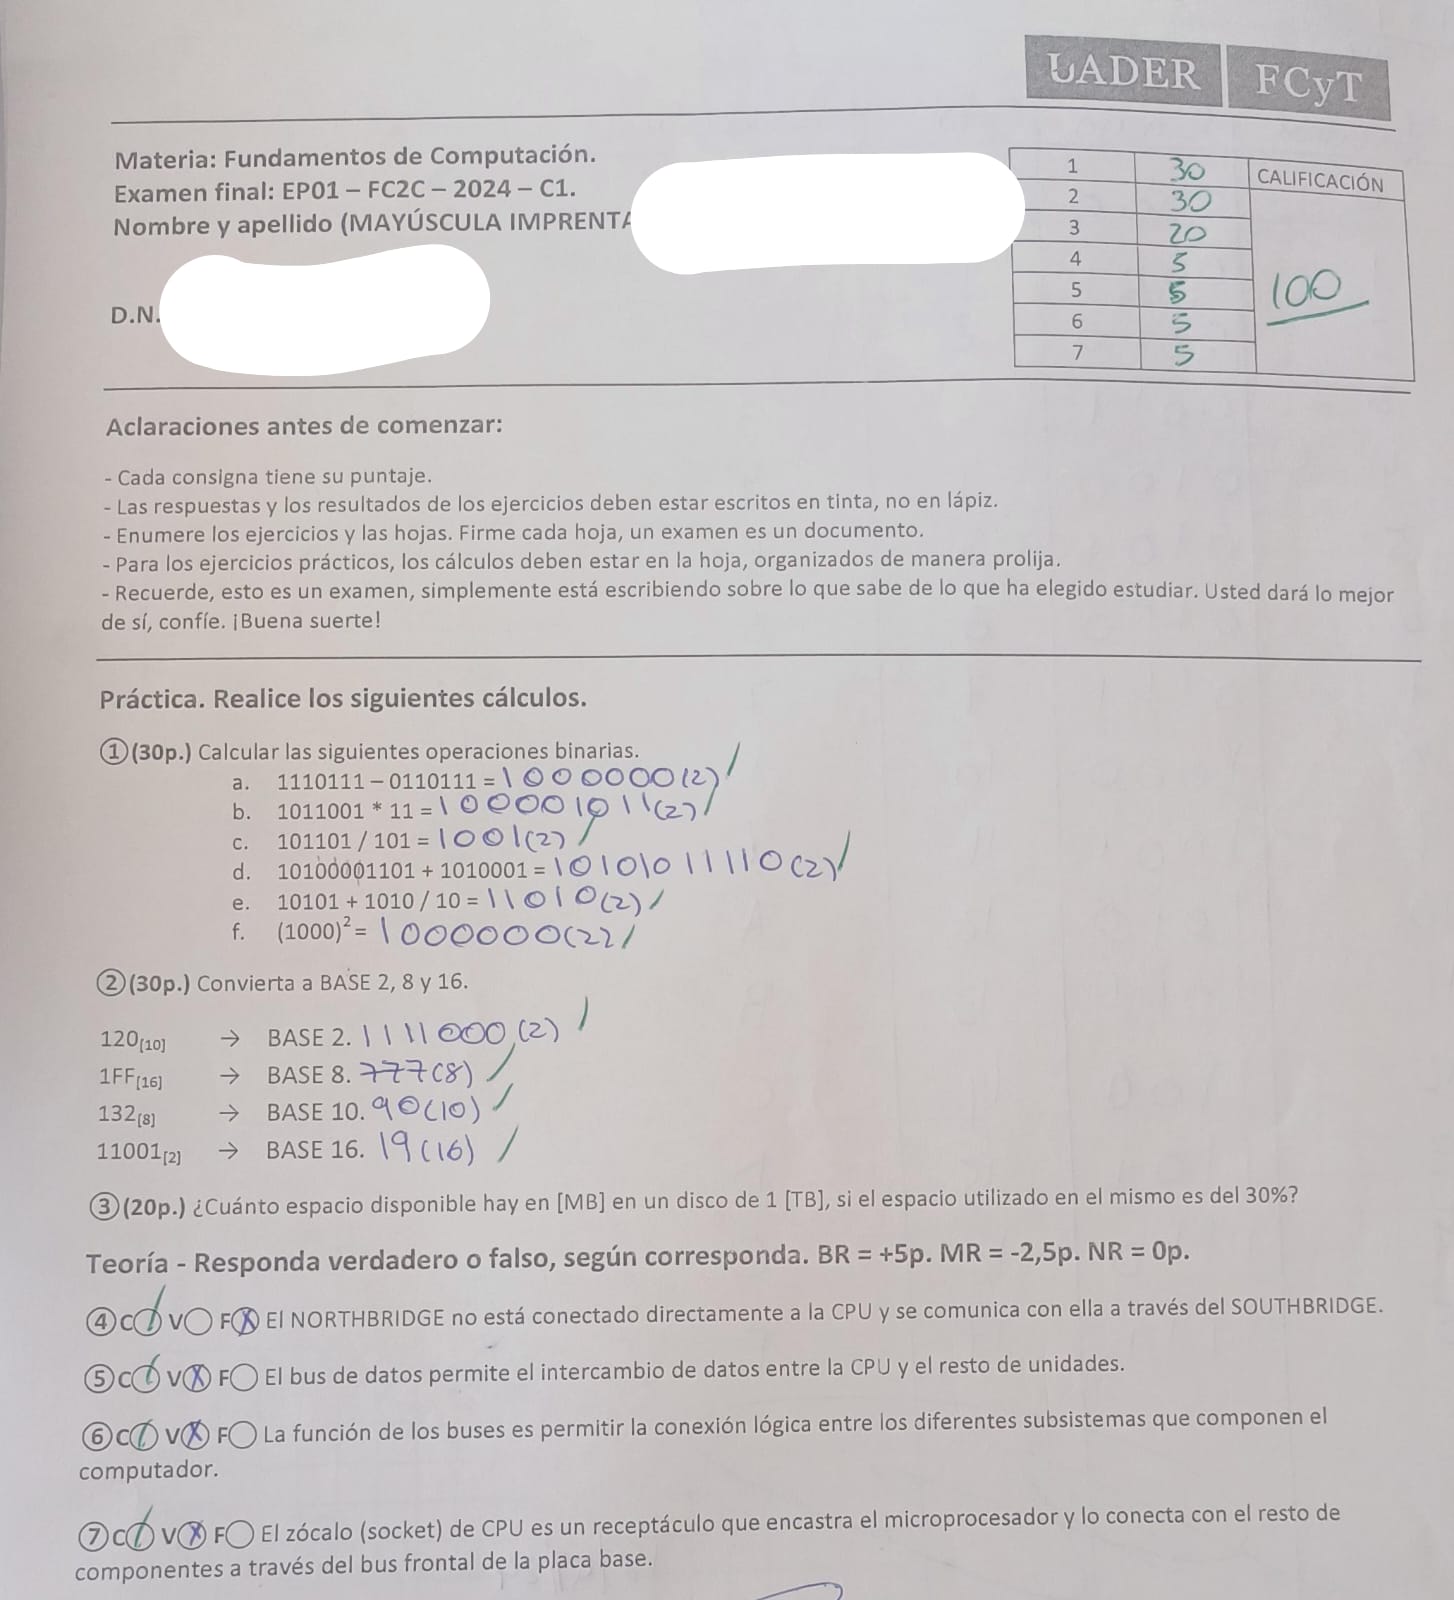 UADER FCyT
Materia: Fundamentos de Computación.
Examen final: EP01 – FC2C – 2024 – C1.
Nombre y apellido (MAYÚSCULA IMPRENTA
D.N.
1 30 CALIFICACIÓN
2 30
3 20
4 5
5 5
6 5
7 5
100
Aclaraciones antes de comenzar:
- Cada consigna tiene su puntaje.
- Las respuestas y los resultados de los ejercicios deben estar escritos en tinta, no en lápiz.
- Enumere los ejercicios y las hojas. Firme cada hoja, un examen es un documento.
- Para los ejercicios prácticos, los cálculos deben estar en la hoja, organizados de manera prolija.
- Recuerde, esto es un examen, simplemente está escribiendo sobre lo que sabe de lo que ha elegido estudiar. Usted dará lo mejor
de sí, confíe. ¡Buena suerte!
Práctica. Realice los siguientes cálculos.
①(30p.) Calcular las siguientes operaciones binarias.
a. 1110111 – 0110111 = 1000000(2)
b. 1011001 * 11 = 100001011(2)
c. 101101 / 101 = 1001(2)
d. 10100001101 + 1010001 = 10101011110(2)
e. 10101 + 1010 / 10 = 11010(2)
f. (1000)² = 1000000(2)
②(30p.) Convierta a BASE 2, 8 y 16.
120[10] → BASE 2. 1111000(2)
1FF[16] → BASE 8. 777(8)
132[8] → BASE 10. 90(10)
11001[2] → BASE 16. 19(16)
③(20p.) ¿Cuánto espacio disponible hay en [MB] en un disco de 1 [TB], si el espacio utilizado en el mismo es del 30%?
Teoría - Responda verdadero o falso, según corresponda. BR = +5p. MR = -2,5p. NR = 0p.
④C◯ V◯ FⓍ El NORTHBRIDGE no está conectado directamente a la CPU y se comunica con ella a través del SOUTHBRIDGE.
⑤C◯ VⓍ F◯ El bus de datos permite el intercambio de datos entre la CPU y el resto de unidades.
⑥C◯ VⓍ F◯ La función de los buses es permitir la conexión lógica entre los diferentes subsistemas que componen el
computador.
⑦C◯ VⓍ F◯ El zócalo (socket) de CPU es un receptáculo que encastra el microprocesador y lo conecta con el resto de
componentes a través del bus frontal de la placa base.